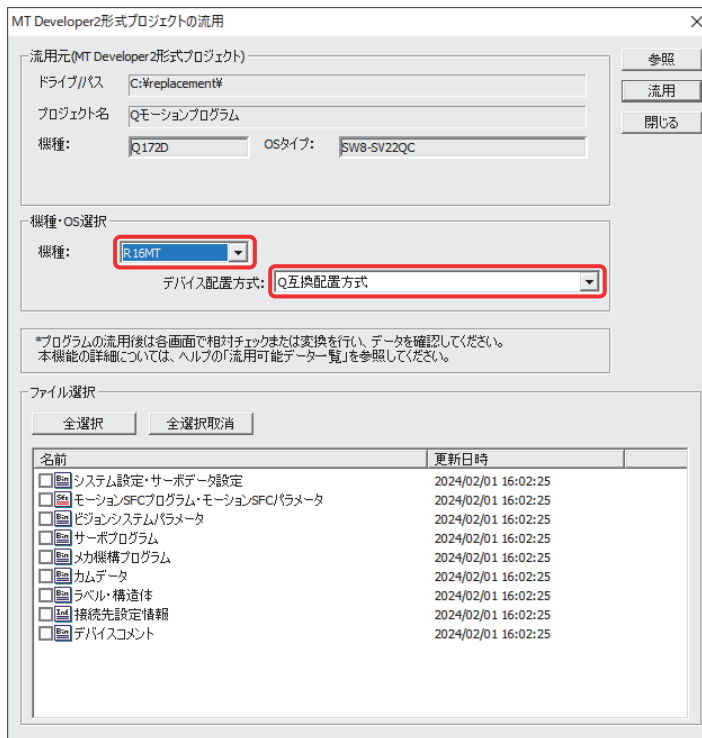 MT Developer2形式プロジェクトの流用
流用元(MT Developer2形式プロジェクト)
ドライブ/パス C:¥replacement¥
プロジェクト名 Qモーションプログラム
機種: Q172D OSタイプ: SW8-SV22QC
参照
流用
閉じる
機種・OS選択
機種: R16MT
デバイス配置方式: Q互換配置方式
*プログラムの流用後は各画面で相対チェックまたは変換を行い、データを確認してください。
本機能の詳細については、ヘルプの「流用可能データ一覧」を参照してください。
ファイル選択
全選択 全選択取消
名前 更新日時
Bin システム設定・サーボデータ設定 2024/02/01 16:02:25
Sfc モーションSFCプログラム・モーションSFCパラメータ 2024/02/01 16:02:25
Bin ビジョンシステムパラメータ 2024/02/01 16:02:25
Bin サーボプログラム 2024/02/01 16:02:25
Bin メカ機構プログラム 2024/02/01 16:02:25
Bin カムデータ 2024/02/01 16:02:25
Bin ラベル・構造体 2024/02/01 16:02:25
Inf 接続先設定情報 2024/02/01 16:02:25
Bin デバイスコメント 2024/02/01 16:02:25